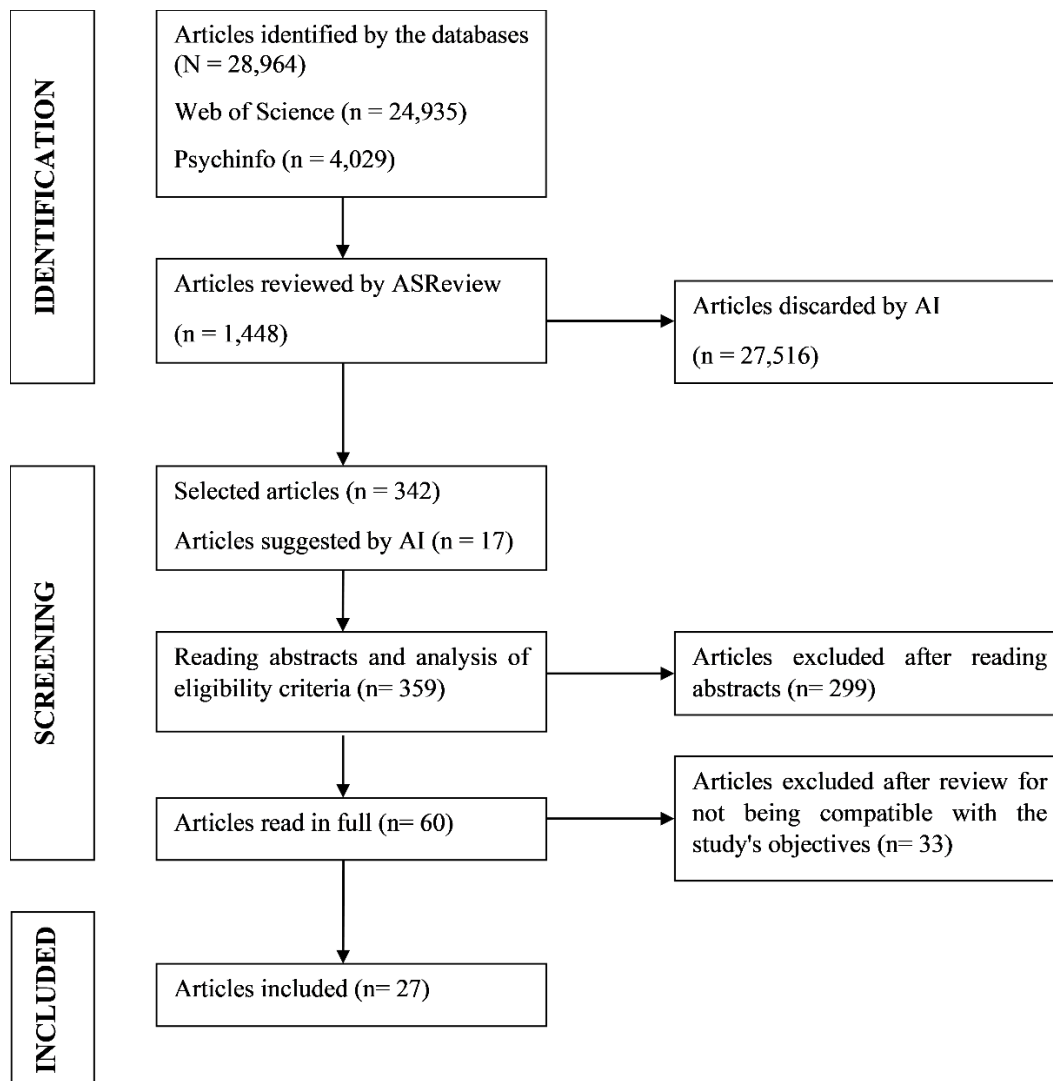 IDENTIFICATION
Articles identified by the databases
(N = 28,964)
Web of Science (n = 24,935)
Psychinfo (n = 4,029)
Articles reviewed by ASReview
(n = 1,448)
Articles discarded by AI
(n = 27,516)
SCREENING
Selected articles (n = 342)
Articles suggested by AI (n = 17)
Reading abstracts and analysis of
eligibility criteria (n= 359)
Articles excluded after reading
abstracts (n= 299)
Articles read in full (n= 60)
Articles excluded after review for
not being compatible with the
study's objectives (n= 33)
INCLUDED
Articles included (n= 27)